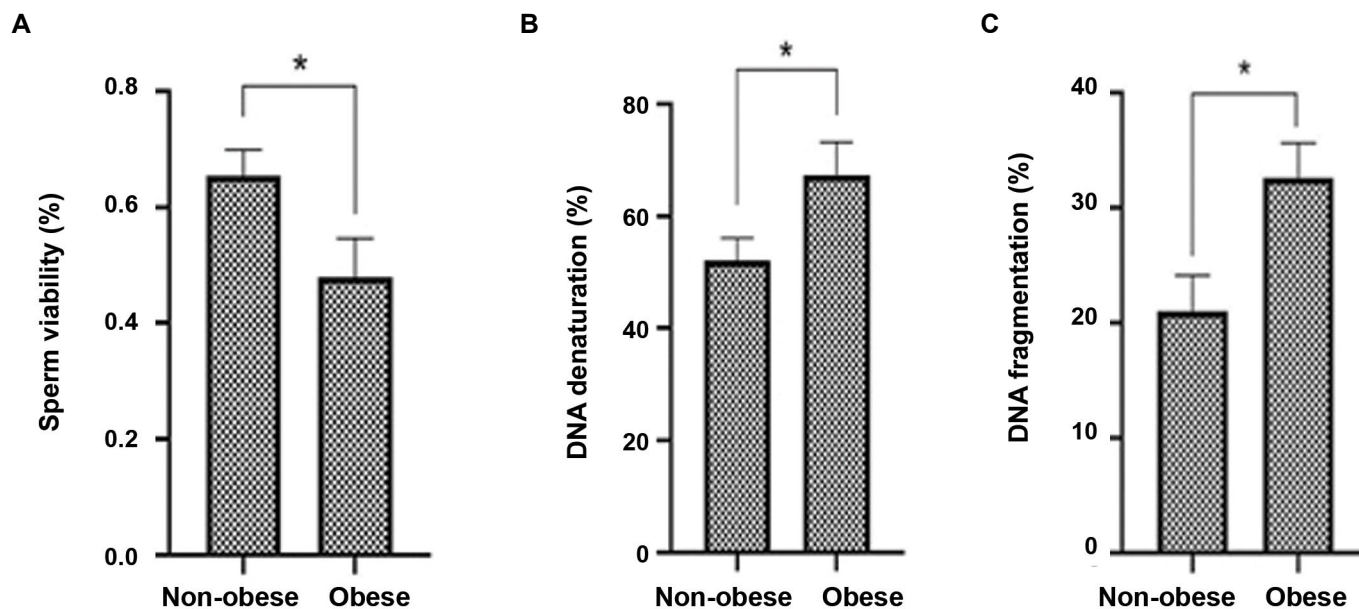 A
Sperm viability (%)
0.8
0.6
0.4
0.2
0.0
*
Non-obese
Obese
B
DNA denaturation (%)
80
60
40
20
0
*
Non-obese
Obese
C
DNA fragmentation (%)
40
30
20
10
0
*
Non-obese
Obese